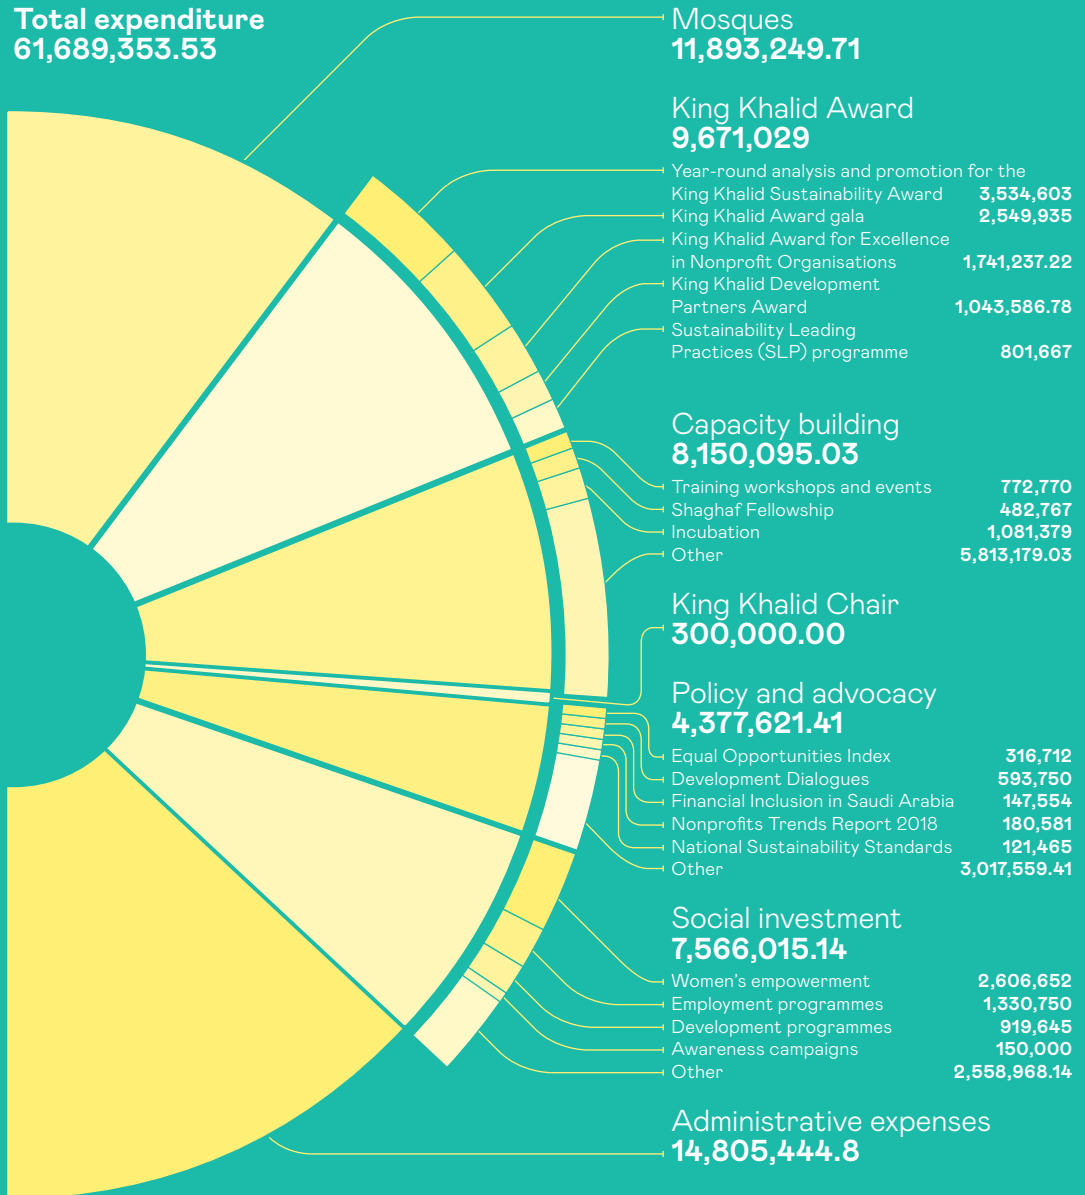 Total expenditure
61,689,353.53
Mosques
11,893,249.71
King Khalid Award
9,671,029
Year-round analysis and promotion for the
King Khalid Sustainability Award 3,534,603
King Khalid Award gala 2,549,935
King Khalid Award for Excellence
in Nonprofit Organisations 1,741,237.22
King Khalid Development
Partners Award 1,043,586.78
Sustainability Leading
Practices (SLP) programme 801,667
Capacity building
8,150,095.03
Training workshops and events 772,770
Shaghaf Fellowship 482,767
Incubation 1,081,379
Other 5,813,179.03
King Khalid Chair
300,000.00
Policy and advocacy
4,377,621.41
Equal Opportunities Index 316,712
Development Dialogues 593,750
Financial Inclusion in Saudi Arabia 147,554
Nonprofits Trends Report 2018 180,581
National Sustainability Standards 121,465
Other 3,017,559.41
Social investment
7,566,015.14
Women's empowerment 2,606,652
Employment programmes 1,330,750
Development programmes 919,645
Awareness campaigns 150,000
Other 2,558,968.14
Administrative expenses
14,805,444.8